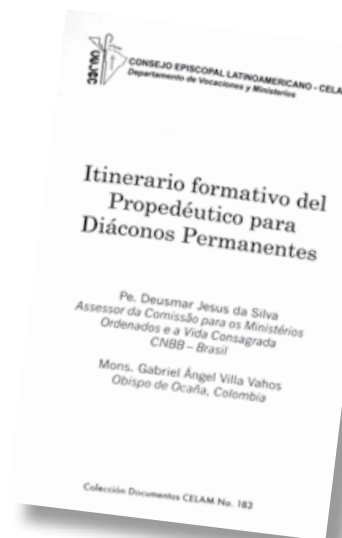 CONSEJO EPISCOPAL LATINOAMERICANO - CELA
Departamento de Vocaciones y Ministerios
Itinerario formativo del
Propedéutico para
Diáconos Permanentes
Pe. Deusmar Jesus da Silva
Assessor da Comissão para os Ministérios
Ordenados e a Vida Consagrada
CNBB – Brasil
Mons. Gabriel Ángel Villa Vahos
Obispo de Ocaña, Colombia
Colección Documentos CELAM No. 183